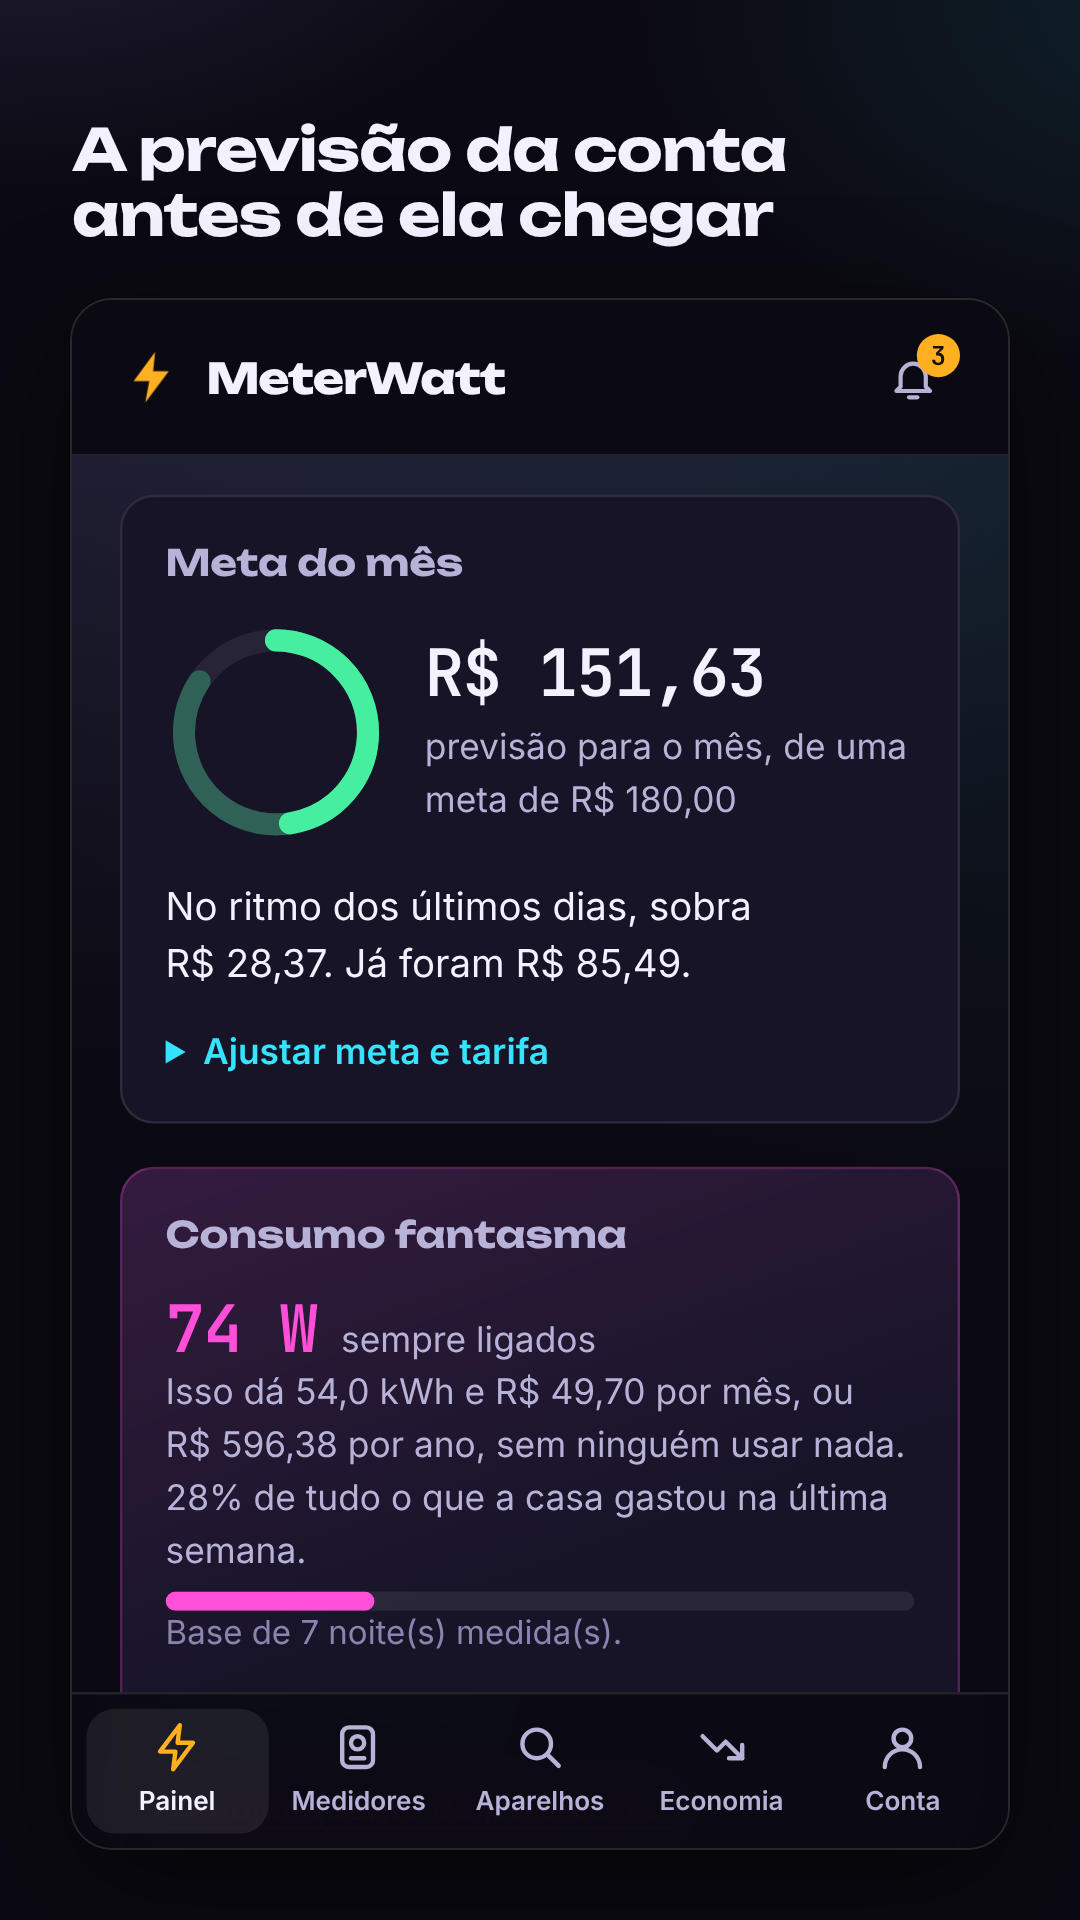 A previsão da conta
antes de ela chegar
MeterWatt
3
Meta do mês
R$ 151,63
previsão para o mês, de uma
meta de R$ 180,00
No ritmo dos últimos dias, sobra
R$ 28,37. Já foram R$ 85,49.
Ajustar meta e tarifa
Consumo fantasma
74 W sempre ligados
Isso dá 54,0 kWh e R$ 49,70 por mês, ou
R$ 596,38 por ano, sem ninguém usar nada.
28% de tudo o que a casa gastou na última
semana.
Base de 7 noite(s) medida(s).
Painel
Medidores
Aparelhos
Economia
Conta